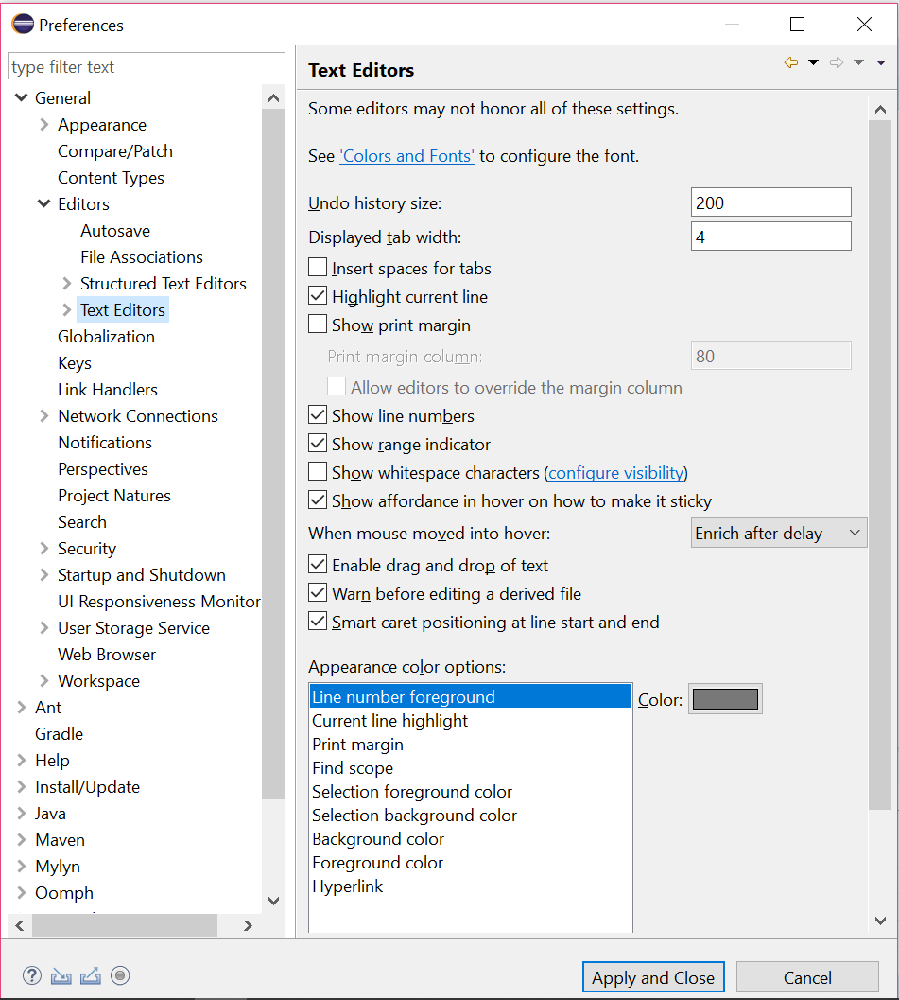 Preferences
type filter text
General
Appearance
Compare/Patch
Content Types
Editors
Autosave
File Associations
Structured Text Editors
Text Editors
Globalization
Keys
Link Handlers
Network Connections
Notifications
Perspectives
Project Natures
Search
Security
Startup and Shutdown
UI Responsiveness Monitor
User Storage Service
Web Browser
Workspace
Ant
Gradle
Help
Install/Update
Java
Maven
Mylyn
Oomph
Text Editors
Some editors may not honor all of these settings.
See 'Colors and Fonts' to configure the font.
Undo history size: 200
Displayed tab width: 4
Insert spaces for tabs
Highlight current line
Show print margin
Print margin column: 80
Allow editors to override the margin column
Show line numbers
Show range indicator
Show whitespace characters (configure visibility)
Show affordance in hover on how to make it sticky
When mouse moved into hover: Enrich after delay
Enable drag and drop of text
Warn before editing a derived file
Smart caret positioning at line start and end
Appearance color options:
Line number foreground
Color:
Current line highlight
Print margin
Find scope
Selection foreground color
Selection background color
Background color
Foreground color
Hyperlink
?
Apply and Close
Cancel